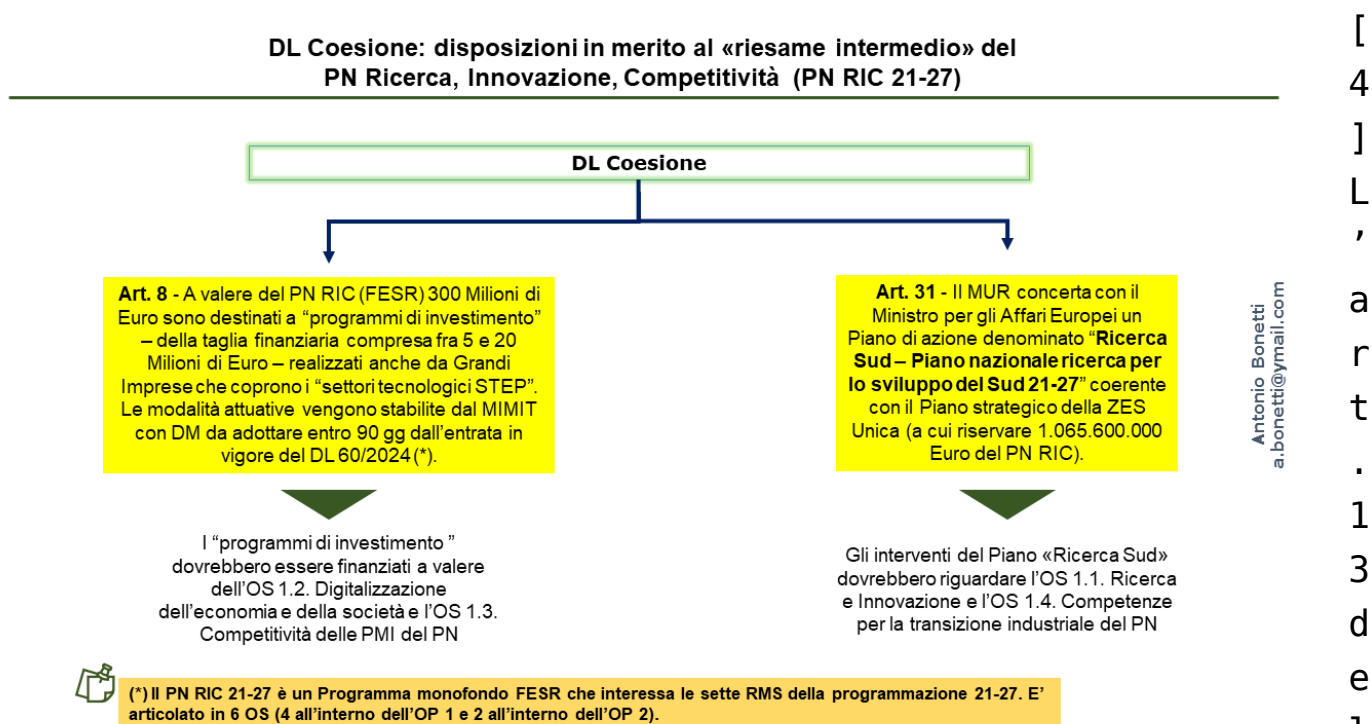 DL Coesione: disposizioni in merito al «riesame intermedio» del
PN Ricerca, Innovazione, Competitività (PN RIC 21-27)
DL Coesione
Art. 8 - A valere del PN RIC (FESR) 300 Milioni di
Euro sono destinati a “programmi di investimento”
– della taglia finanziaria compresa fra 5 e 20
Milioni di Euro – realizzati anche da Grandi
Imprese che coprono i “settori tecnologici STEP”.
Le modalità attuative vengono stabilite dal MIMIT
con DM da adottare entro 90 gg dall’entrata in
vigore del DL 60/2024 (*).
Art. 31 - Il MUR concerta con il
Ministro per gli Affari Europei un
Piano di azione denominato “Ricerca
Sud – Piano nazionale ricerca per
lo sviluppo del Sud 21-27” coerente
con il Piano strategico della ZES
Unica (a cui riservare 1.065.600.000
Euro del PN RIC).
I “programmi di investimento ”
dovrebbero essere finanziati a valere
dell’OS 1.2. Digitalizzazione
dell’economia e della società e l’OS 1.3.
Competitività delle PMI del PN
Gli interventi del Piano «Ricerca Sud»
dovrebbero riguardare l’OS 1.1. Ricerca
e Innovazione e l’OS 1.4. Competenze
per la transizione industriale del PN
(*) Il PN RIC 21-27 è un Programma monofondo FESR che interessa le sette RMS della programmazione 21-27. E’
articolato in 6 OS (4 all’interno dell’OP 1 e 2 all’interno dell’OP 2).
Antonio Bonetti
a.bonetti@ymail.com
[
4
]
L
’
a
r
t
.
1
3
d
e